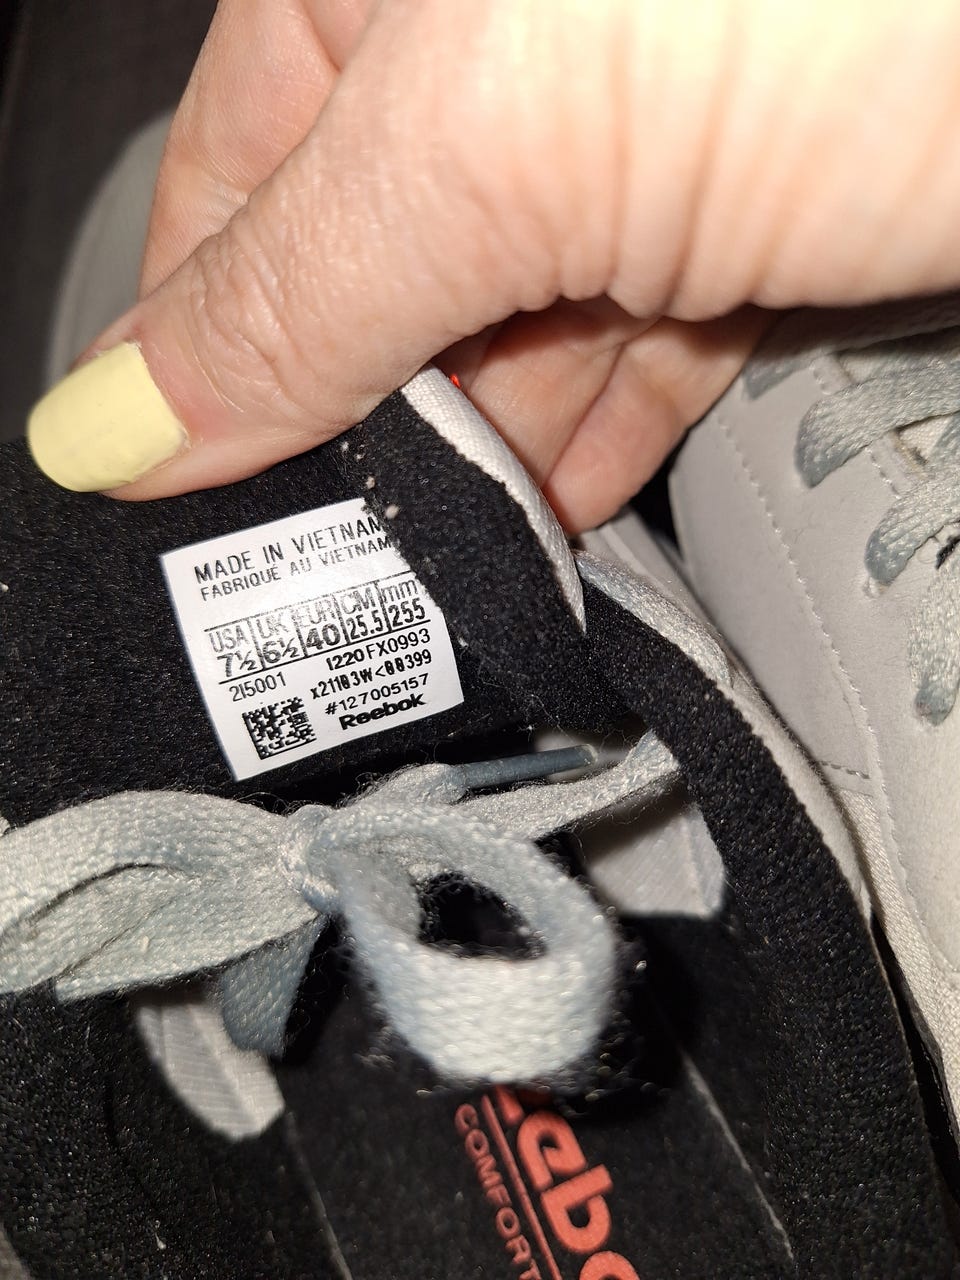 MADE IN VIETNAM
FABRIQUÉ AU VIETNAM
USA UK EUR CM mm
7½ 6½ 40 25.5 255
2I5001 1220 FX0993
x21103W<00399
#127005157
Reebok
COMFORT